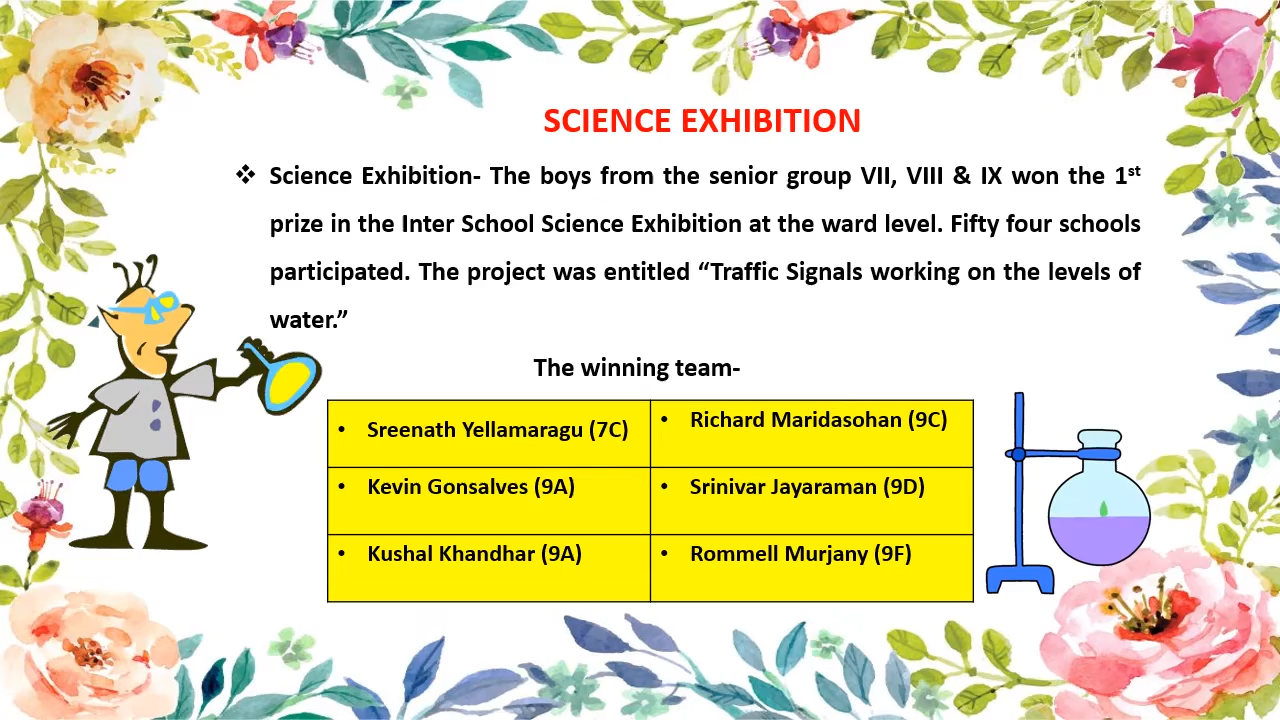 SCIENCE EXHIBITION
❖ Science Exhibition- The boys from the senior group VII, VIII & IX won the 1st
prize in the Inter School Science Exhibition at the ward level. Fifty four schools
participated. The project was entitled “Traffic Signals working on the levels of
water.”
The winning team-
• Sreenath Yellamaragu (7C)
• Richard Maridasohan (9C)
• Kevin Gonsalves (9A)
• Srinivar Jayaraman (9D)
• Kushal Khandhar (9A)
• Rommell Murjany (9F)